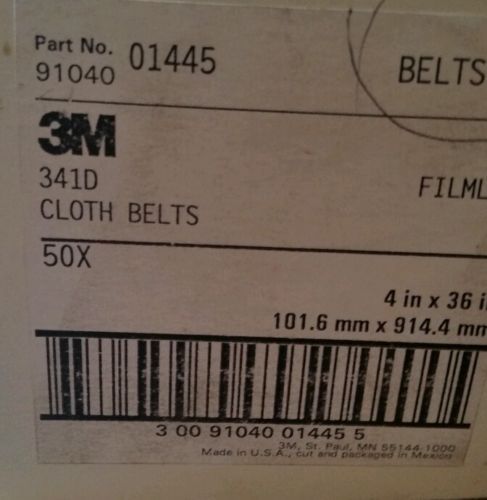 Part No. 01445 BELTS
91040
3M
341D FILML
CLOTH BELTS
50X
4 in x 36 i
101.6 mm x 914.4 mm
3 00 91040 01445 5
3M, St. Paul, MN 55144-1000
Made in U.S.A., cut and packaged in Mexico